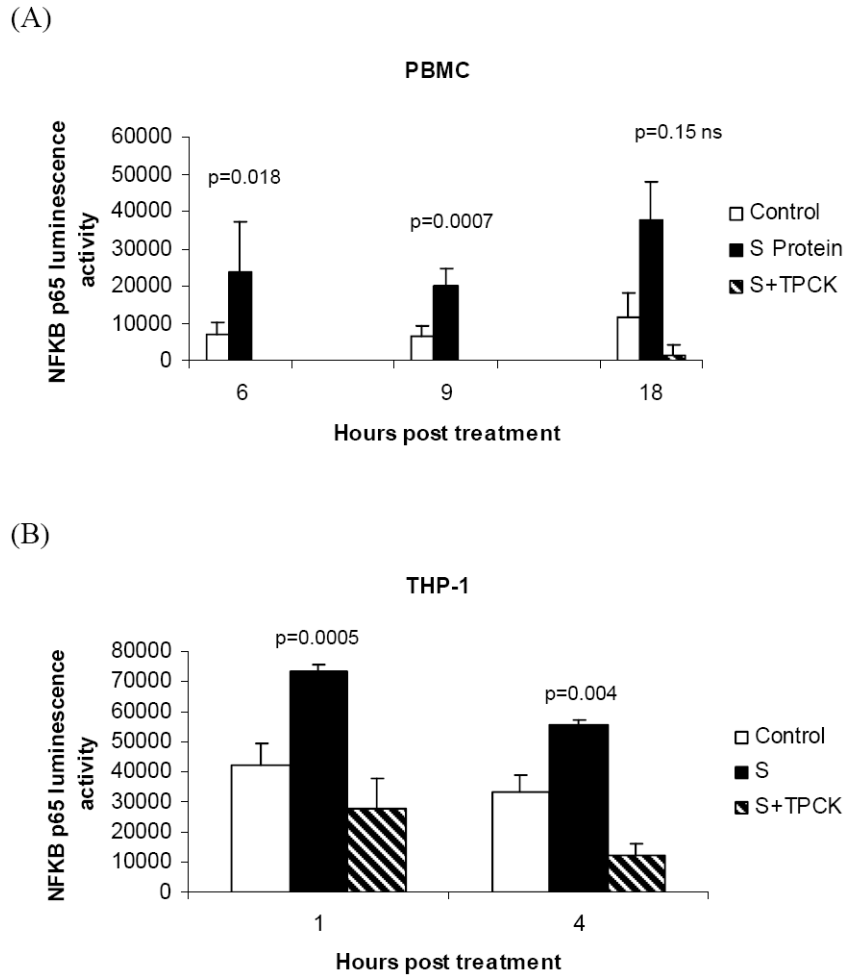 (A)
PBMC
NFKB p65 luminescence
activity
60000
50000
40000
30000
20000
10000
0
p=0.018
p=0.0007
p=0.15 ns
Control
S Protein
S+TPCK
6
9
18
Hours post treatment
(B)
THP-1
NFKB p65 luminescence
activity
80000
70000
60000
50000
40000
30000
20000
10000
0
p=0.0005
p=0.004
Control
S
S+TPCK
1
4
Hours post treatment